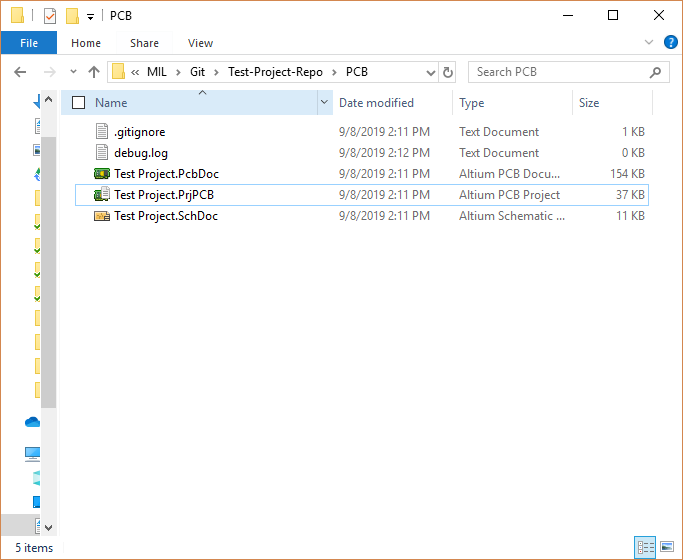 PCB
File Home Share View
« MIL > Git > Test-Project-Repo > PCB Search PCB
Name Date modified Type Size
.gitignore 9/8/2019 2:11 PM Text Document 1 KB
debug.log 9/8/2019 2:12 PM Text Document 0 KB
Test Project.PcbDoc 9/8/2019 2:11 PM Altium PCB Docu... 154 KB
Test Project.PrjPCB 9/8/2019 2:11 PM Altium PCB Project 37 KB
Test Project.SchDoc 9/8/2019 2:11 PM Altium Schematic ... 11 KB
5 items